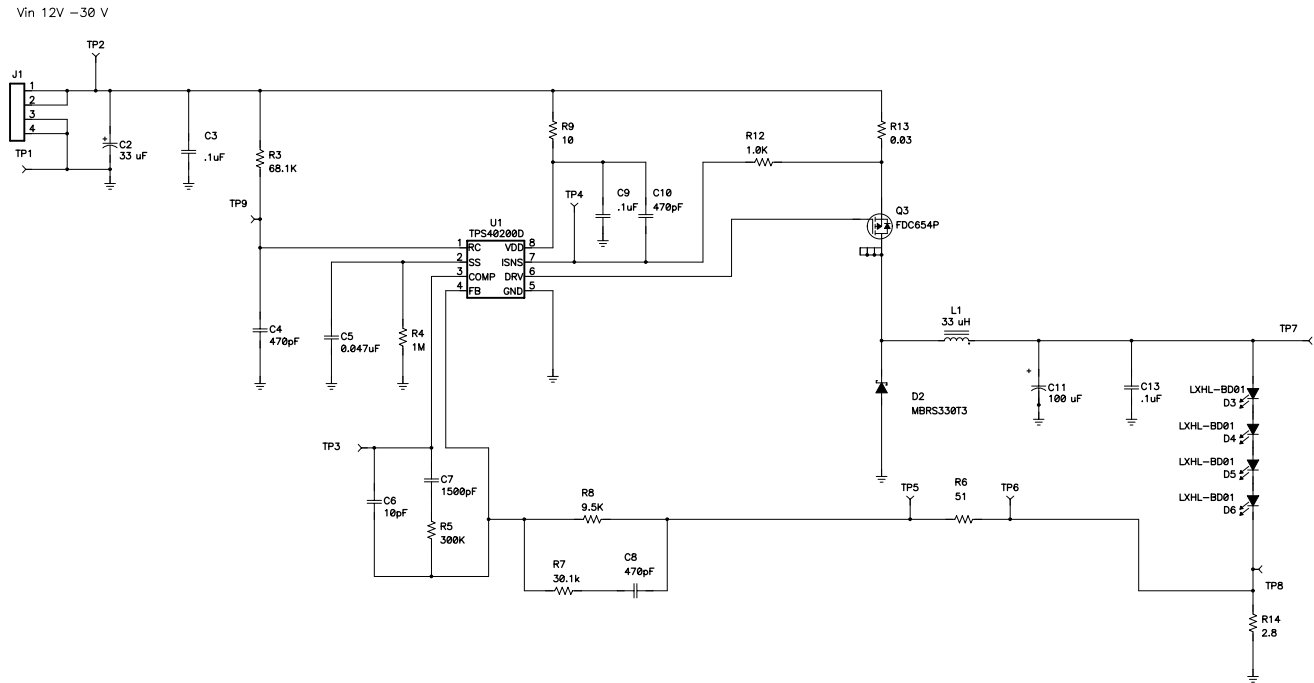 Vin 12V -30 V
TP2
J1
1
2
3
4
TP1
C2
33 uF
C3
.1uF
R3
68.1K
R9
10
R12
1.0K
R13
0.03
TP9
C9
.1uF
C10
470pF
TP4
Q3
FDC654P
U1
TPS40200D
1 RC VDD 8
2 SS ISNS 7
3 COMP DRV 6
4 FB GND 5
C4
470pF
C5
0.047uF
R4
1M
L1
33 uH
TP7
D2
MBRS330T3
C11
100 uF
C13
.1uF
LXHL-BD01
D3
LXHL-BD01
D4
LXHL-BD01
D5
LXHL-BD01
D6
TP3
C6
10pF
C7
1500pF
R5
300K
R8
9.5K
R7
30.1k
C8
470pF
TP5
R6
51
TP6
TP8
R14
2.8